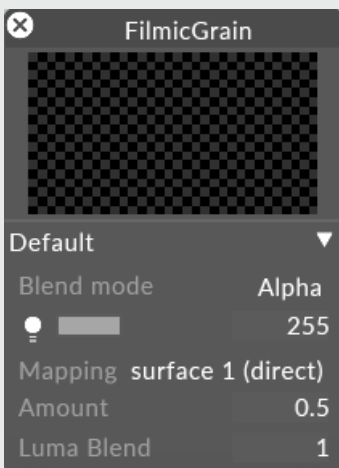 FilmicGrain
Default
Blend mode Alpha
255
Mapping surface 1 (direct)
Amount 0.5
Luma Blend 1